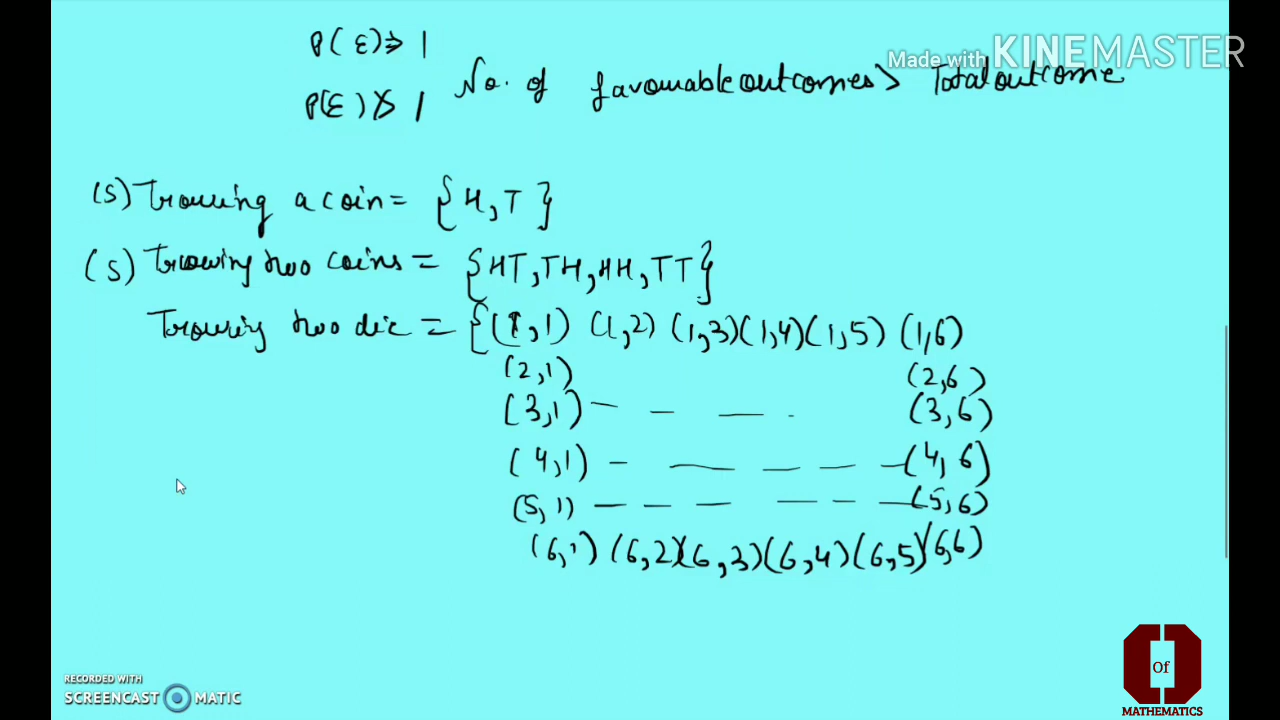 P(E) ⇒ 1
Made with KINEMASTER
P(E) ≯ 1 No. of favourable outcomes > Total outcome
(S) Trowing a coin = {H, T}
(S) Trowing two coins = {HT, TH, HH, TT}
Trowing two dic = {(1,1) (1,2) (1,3)(1,4)(1,5) (1,6)
(2,1) (2,6)
(3,1) — — — . (3,6)
(4,1) — — — — — (4,6)
(5,1) — — — — — — (5,6)
(6,1) (6,2)(6,3)(6,4)(6,5)(6,6)
RECORDED WITH
SCREENCAST MATIC
Of
MATHEMATICS